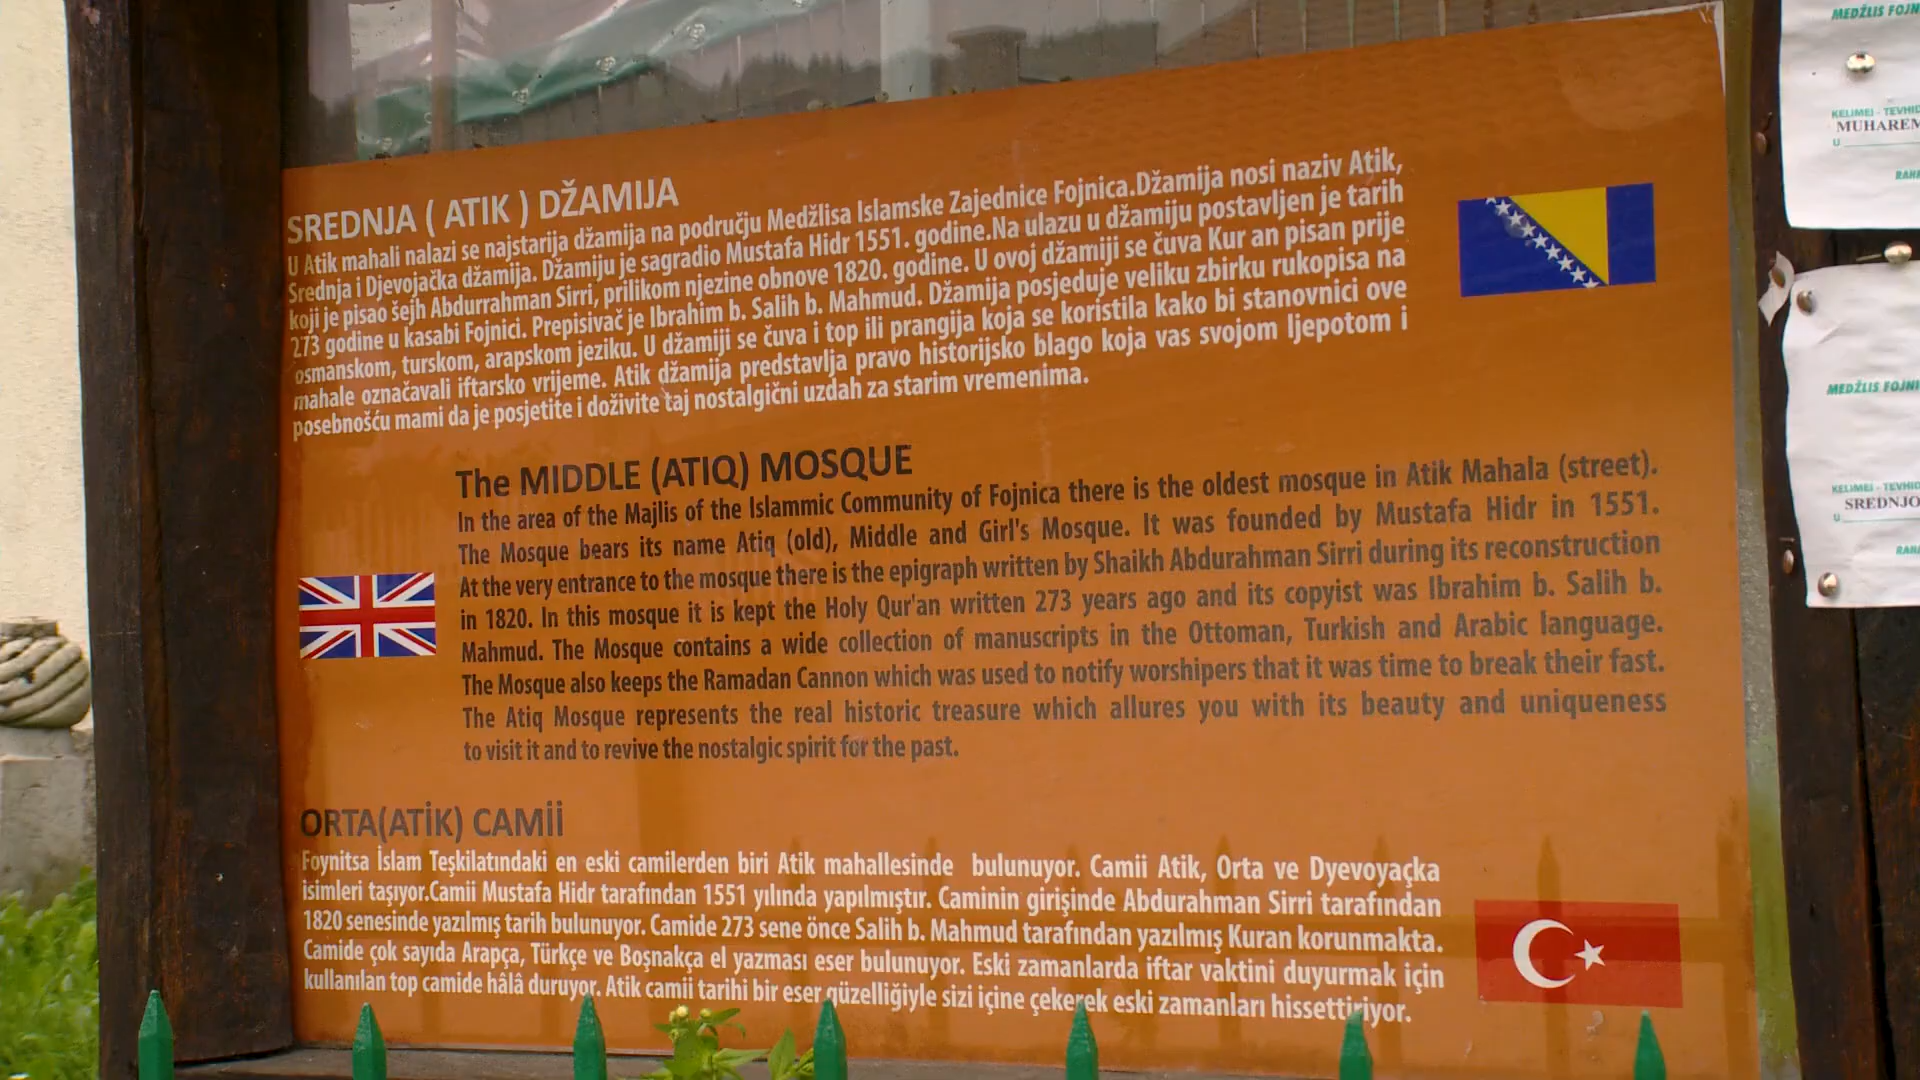 SREDNJA ( ATIK ) DŽAMIJA
U Atik mahali nalazi se najstarija džamija na području Medžlisa Islamske Zajednice Fojnica.Džamija nosi naziv Atik,
Srednja i Djevojačka džamija. Džamiju je sagradio Mustafa Hidr 1551. godine.Na ulazu u džamiju postavljen je tarih
koji je pisao šejh Abdurrahman Sirri, prilikom njezine obnove 1820. godine. U ovoj džamiji se čuva Kur an pisan prije
273 godine u kasabi Fojnici. Prepisivač je Ibrahim b. Salih b. Mahmud. Džamija posjeduje veliku zbirku rukopisa na
osmanskom, turskom, arapskom jeziku. U džamiji se čuva i top ili prangija koja se koristila kako bi stanovnici ove
mahale označavali iftarsko vrijeme. Atik džamija predstavlja pravo historijsko blago koja vas svojom ljepotom i
posebnošću mami da je posjetite i doživite taj nostalgični uzdah za starim vremenima.
The MIDDLE (ATIQ) MOSQUE
In the area of the Majlis of the Islammic Community of Fojnica there is the oldest mosque in Atik Mahala (street).
The Mosque bears its name Atiq (old), Middle and Girl's Mosque. It was founded by Mustafa Hidr in 1551.
At the very entrance to the mosque there is the epigraph written by Shaikh Abdurahman Sirri during its reconstruction
in 1820. In this mosque it is kept the Holy Qur'an written 273 years ago and its copyist was Ibrahim b. Salih b.
Mahmud. The Mosque contains a wide collection of manuscripts in the Ottoman, Turkish and Arabic language.
The Mosque also keeps the Ramadan Cannon which was used to notify worshipers that it was time to break their fast.
The Atiq Mosque represents the real historic treasure which allures you with its beauty and uniqueness
to visit it and to revive the nostalgic spirit for the past.
ORTA(ATİK) CAMİİ
Foynitsa İslam Teşkilatındaki en eski camilerden biri Atik mahallesinde bulunuyor. Camii Atik, Orta ve Dyevoyaçka
isimleri taşıyor.Camii Mustafa Hidr tarafından 1551 yılında yapılmıştır. Caminin girişinde Abdurahman Sirri tarafından
1820 senesinde yazılmış tarih bulunuyor. Camide 273 sene önce Salih b. Mahmud tarafından yazılmış Kuran korunmakta.
Camide çok sayıda Arapça, Türkçe ve Boşnakça el yazması eser bulunuyor. Eski zamanlarda iftar vaktini duyurmak için
kullanılan top camide hâlâ duruyor. Atik camii tarihi bir eser güzelliğiyle sizi içine çekerek eski zamanları hissettiriyor.
MEDŽLIS FOJN
KELIMEI - TEVHID
MUHAREM
U
MEDŽLIS FOJNI
KELIMEI - TEVHID
SREDNJO
U